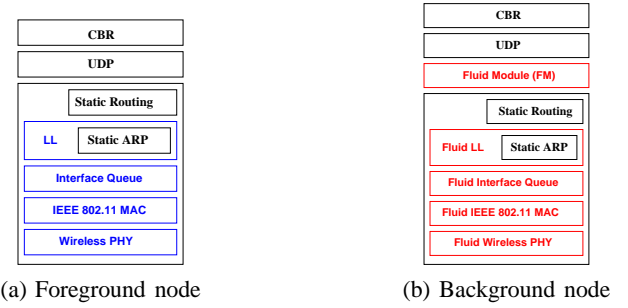 CBR
UDP
Static Routing
LL
Static ARP
Interface Queue
IEEE 802.11 MAC
Wireless PHY
(a) Foreground node
CBR
UDP
Fluid Module (FM)
Static Routing
Fluid LL
Static ARP
Fluid Interface Queue
Fluid IEEE 802.11 MAC
Fluid Wireless PHY
(b) Background node